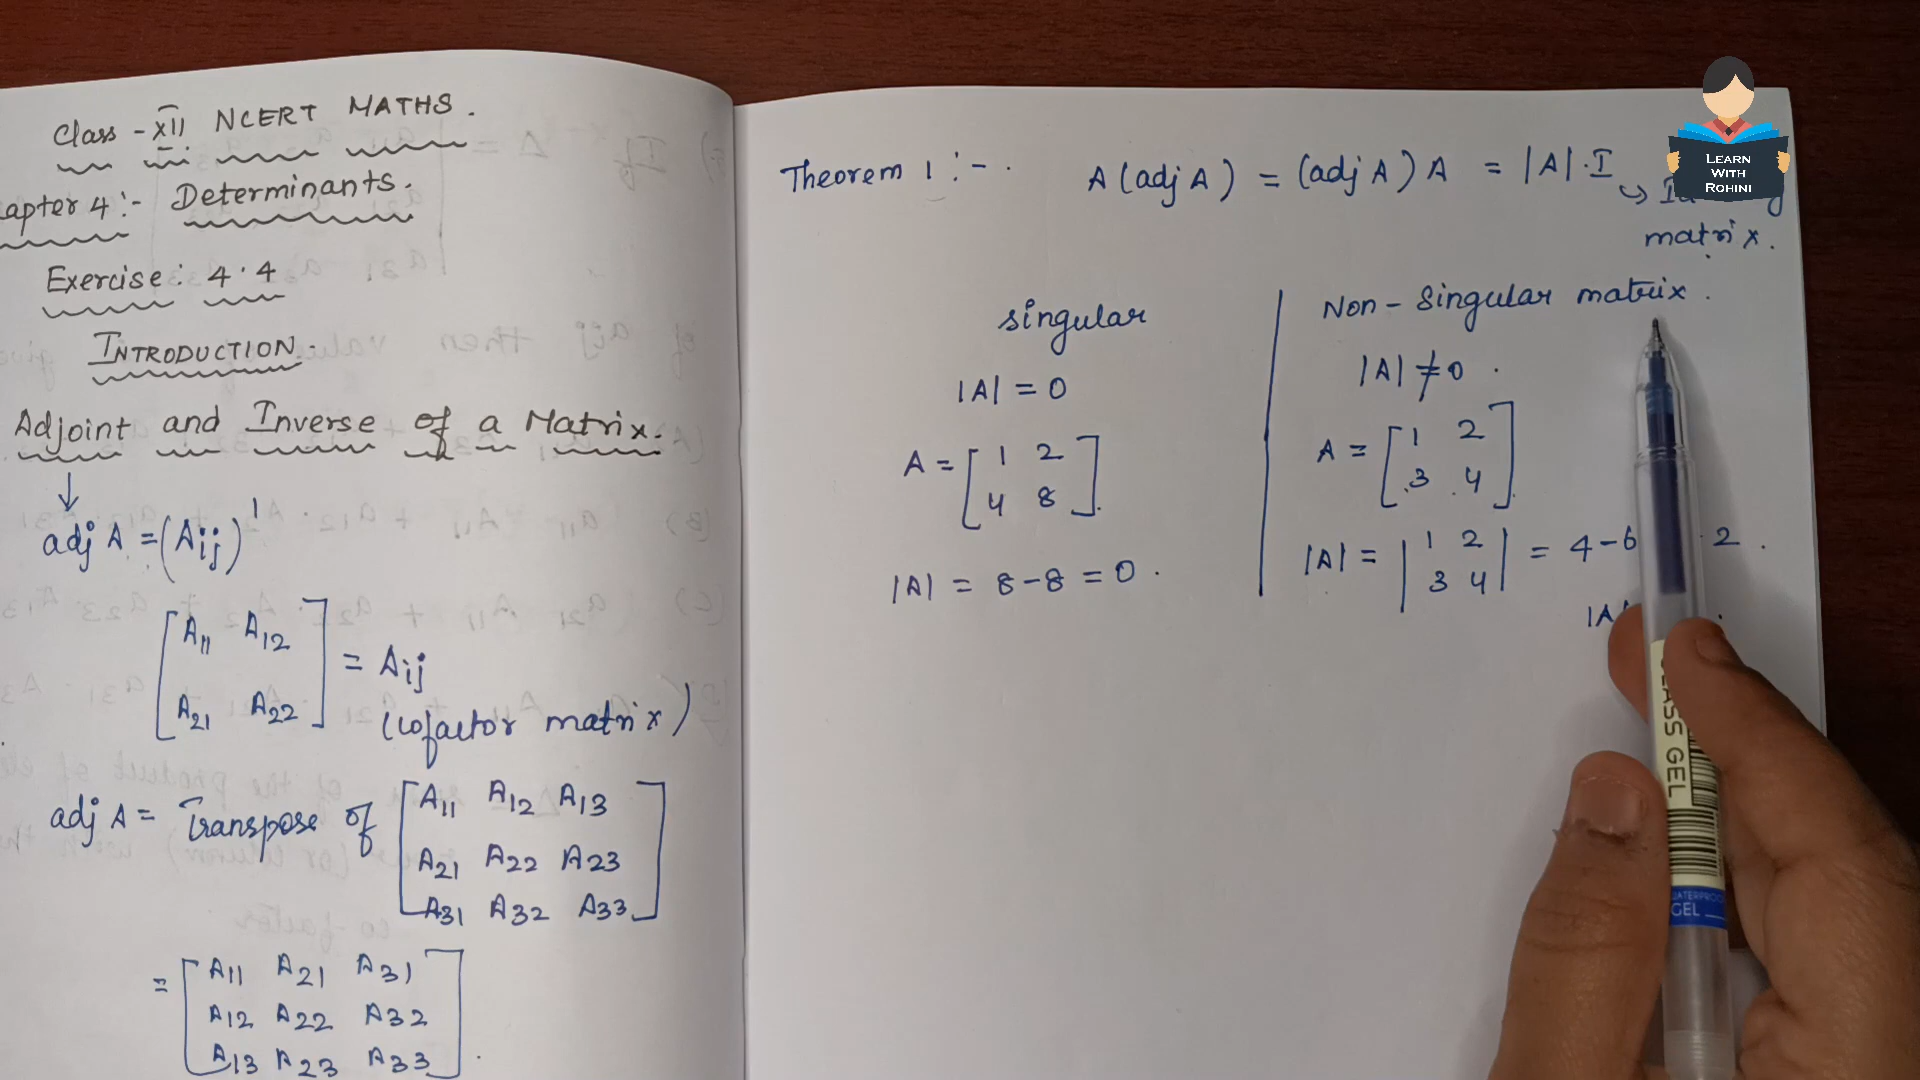 Class - XII NCERT MATHS.
apter 4 :- Determinants.
Exercise : 4.4
INTRODUCTION.
Adjoint and Inverse of a Matrix.
↓
adj A = (Aij)'
[A11 A12
A21 A22] = Aij
(cofactor matrix)
adj A = Transpose of [A11 A12 A13
A21 A22 A23
A31 A32 A33]
= [A11 A21 A31
A12 A22 A32
A13 A23 A33].
Theorem 1 :- . A(adj A) = (adj A) A = |A|.I
matrix.
singular
|A| = 0
A = [1 2
4 8]
|A| = 8-8 = 0.
Non-Singular matrix.
|A| ≠ 0.
A = [1 2
3 4]
|A| = |1 2
3 4| = 4-6 2.
|A|
LEARN
WITH
ROHINI
GEL
GEL